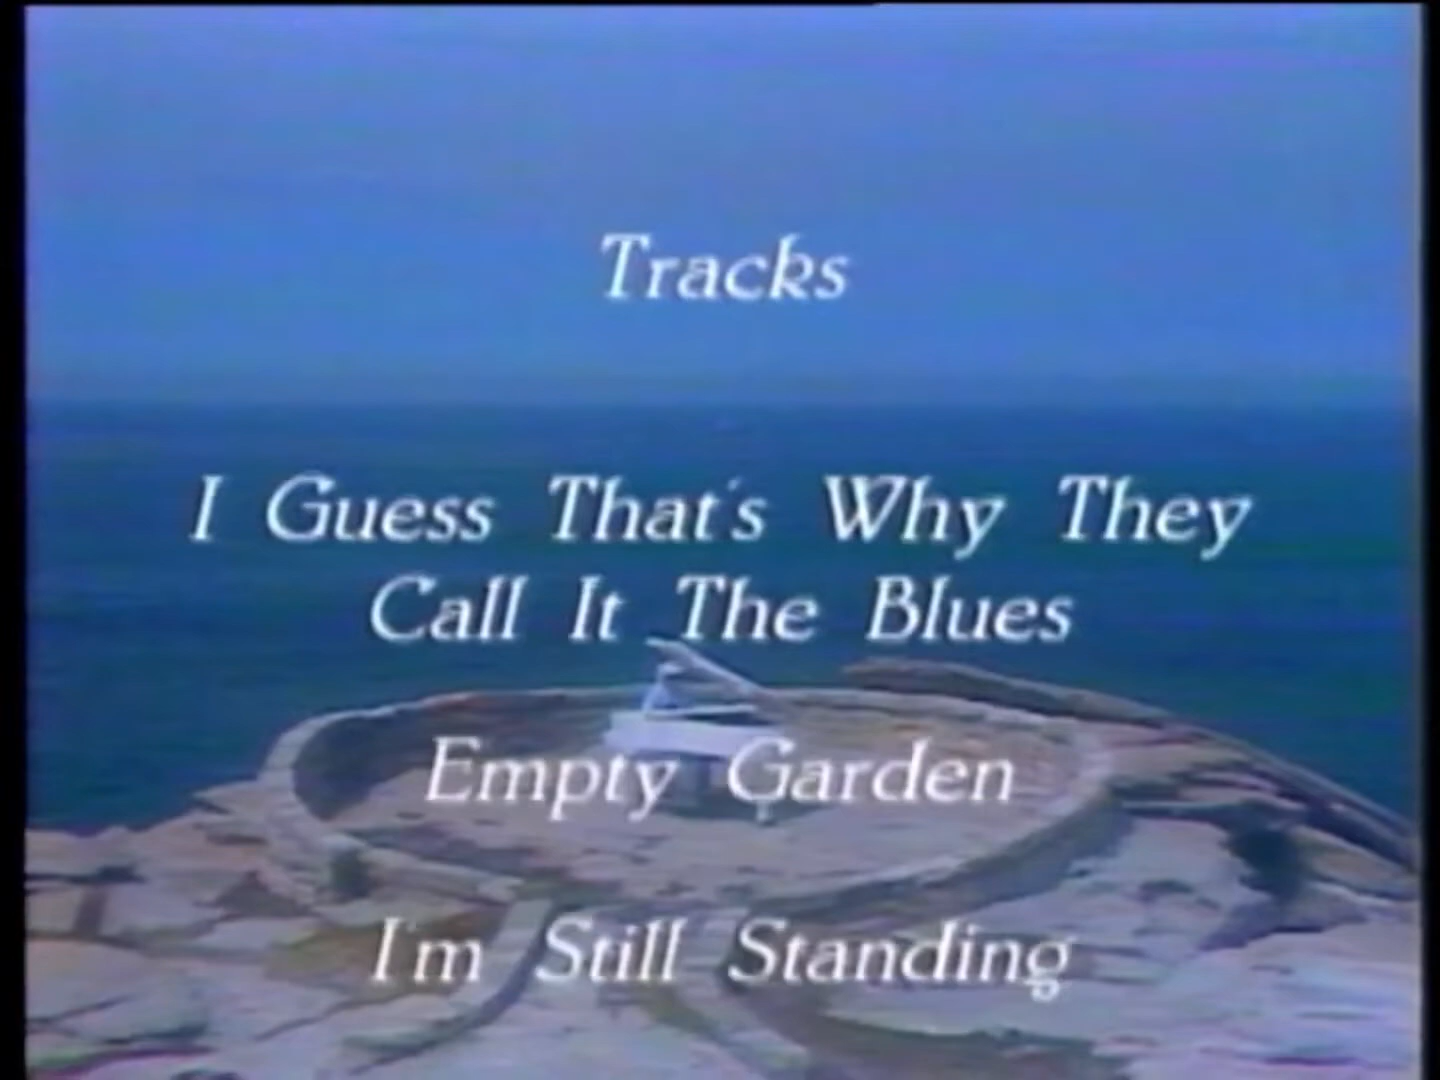 Tracks
I Guess That's Why They
Call It The Blues
Empty Garden
I'm Still Standing